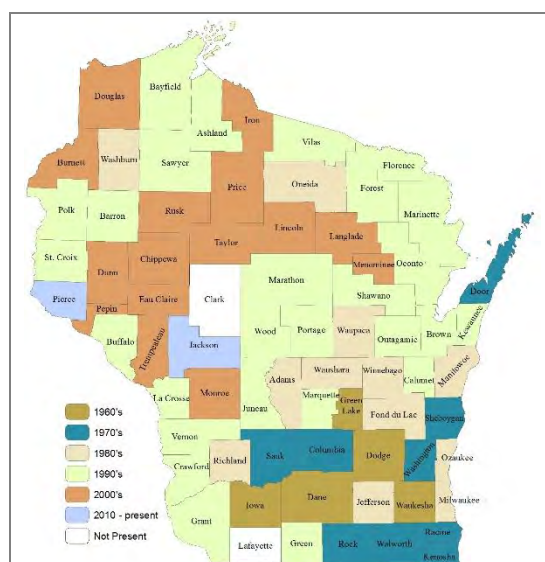 Douglas
Bayfield
Ashland
Iron
Vilas
Florence
Burnett
Washburn
Sawyer
Oneida
Forest
Price
Marinette
Polk
Barron
Rusk
Lincoln
Langlade
Taylor
Oconto
Menominee
St. Croix
Dunn
Chippewa
Marathon
Door
Pierce
Pepin
Eau Claire
Clark
Shawano
Kewaunee
Buffalo
Trempealeau
Jackson
Wood
Portage
Waupaca
Outagamie
Brown
Waushara
Winnebago
Calumet
Manitowoc
Adams
La Crosse
Monroe
Juneau
Marquette
Green
Lake
Fond du Lac
Sheboygan
Vernon
Richland
Sauk
Columbia
Dodge
Washington
Ozaukee
Crawford
Iowa
Dane
Jefferson
Waukesha
Milwaukee
Grant
Lafayette
Green
Rock
Walworth
Racine
Kenosha
1960's
1970's
1980's
1990's
2000's
2010 - present
Not Present